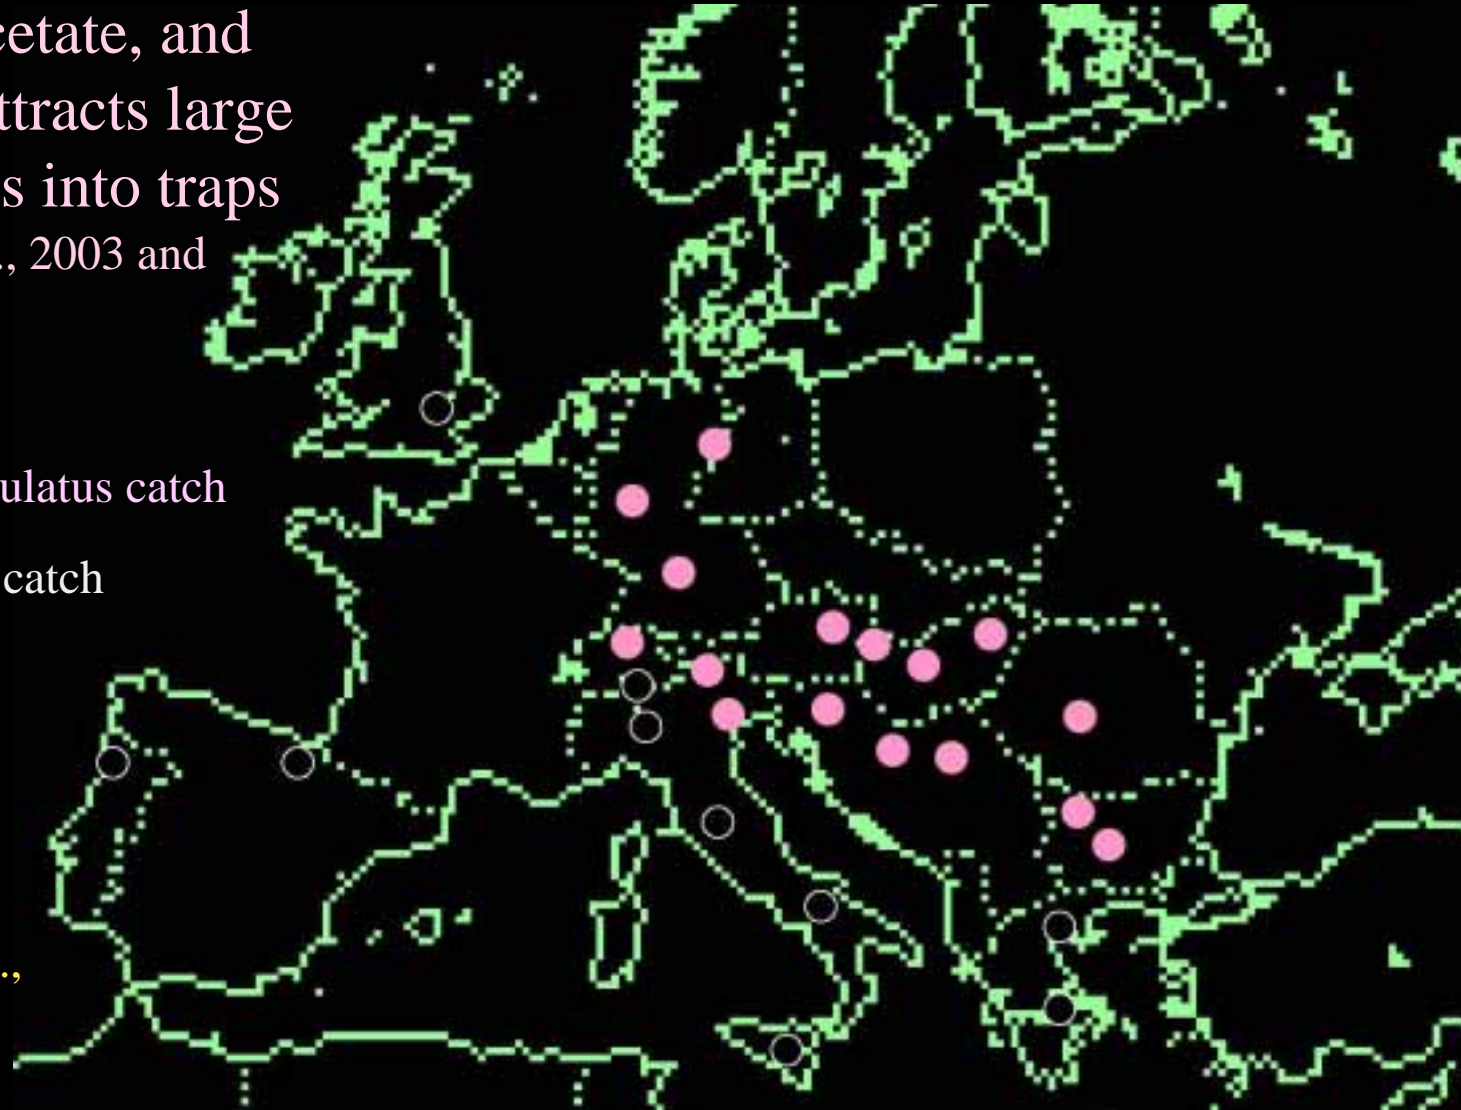 cetate, and
ttracts large
s into traps
., 2003 and
ulatus catch
catch
.,